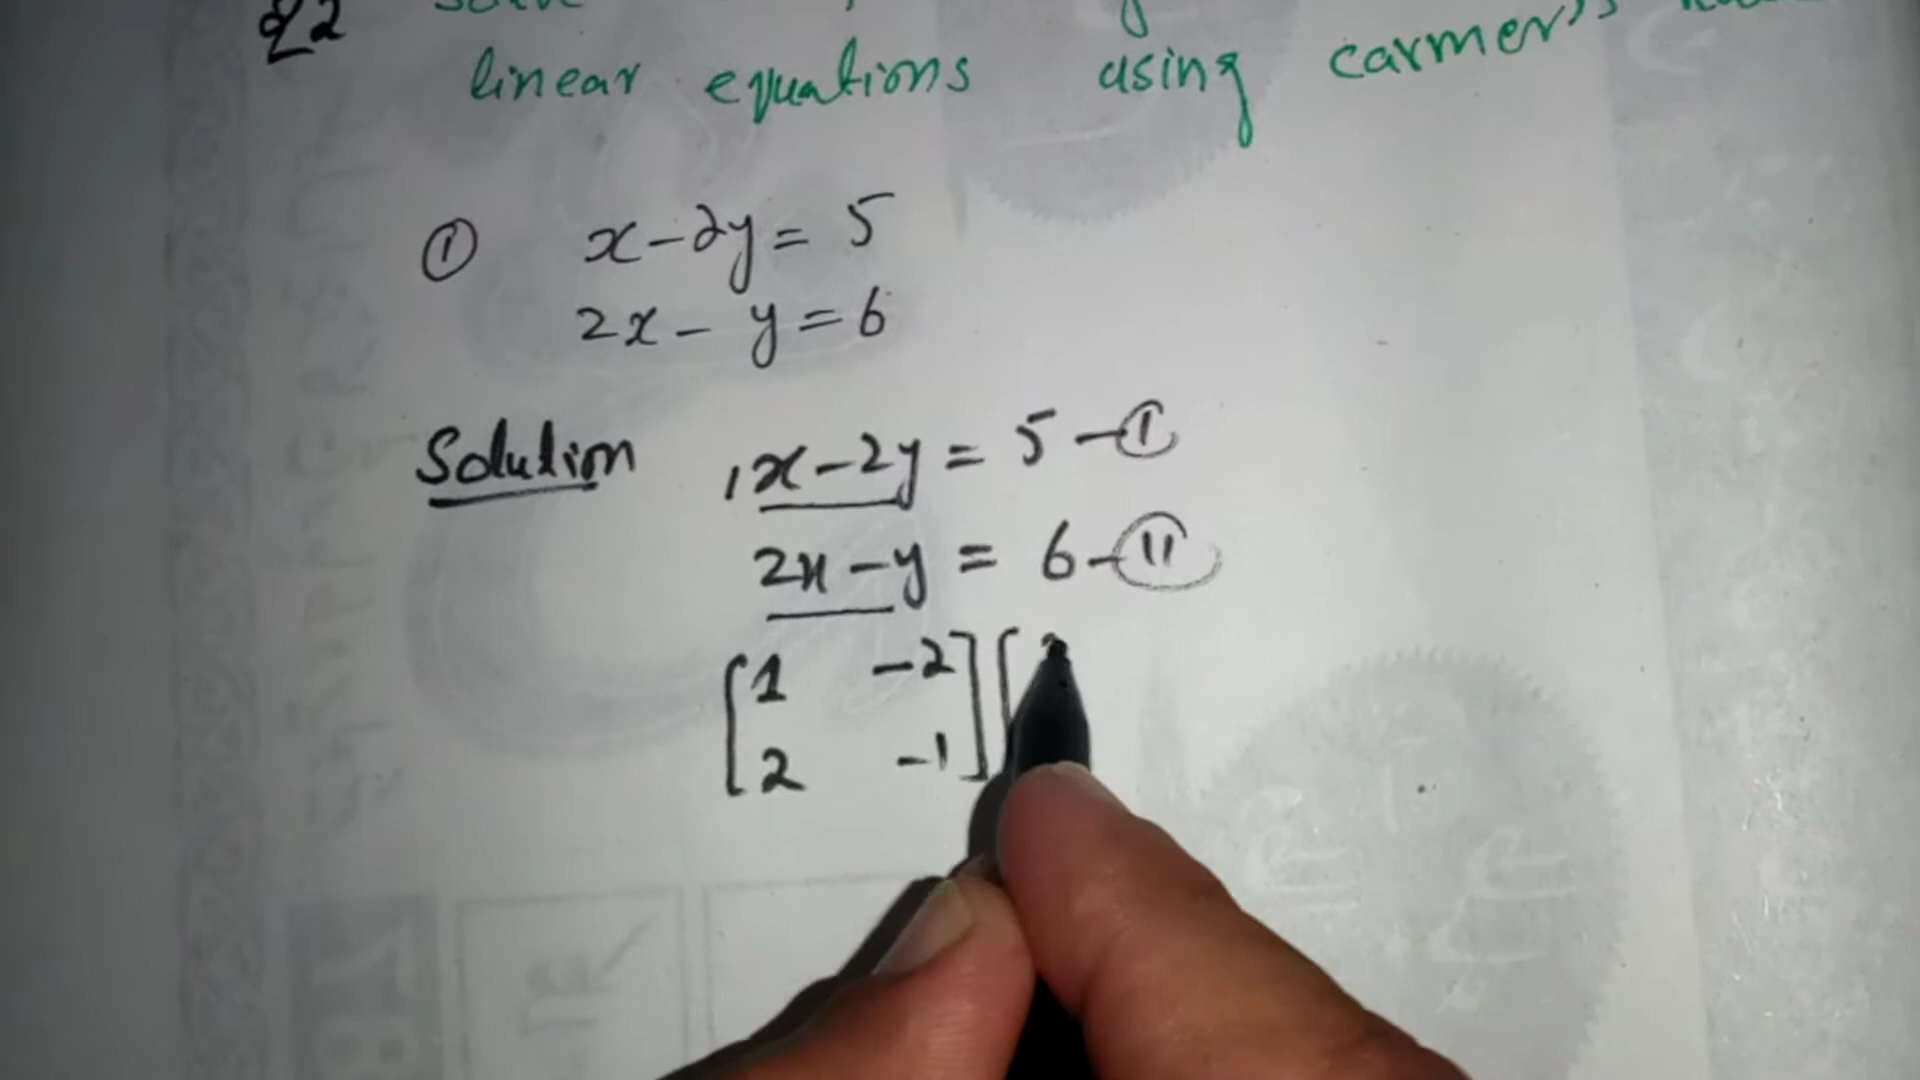 Q2
linear equations using carmer's
① x-2y= 5
2x- y=6
Solution 1x-2y = 5-①
2x-y = 6-⑪
[1 -2][
2 -1]